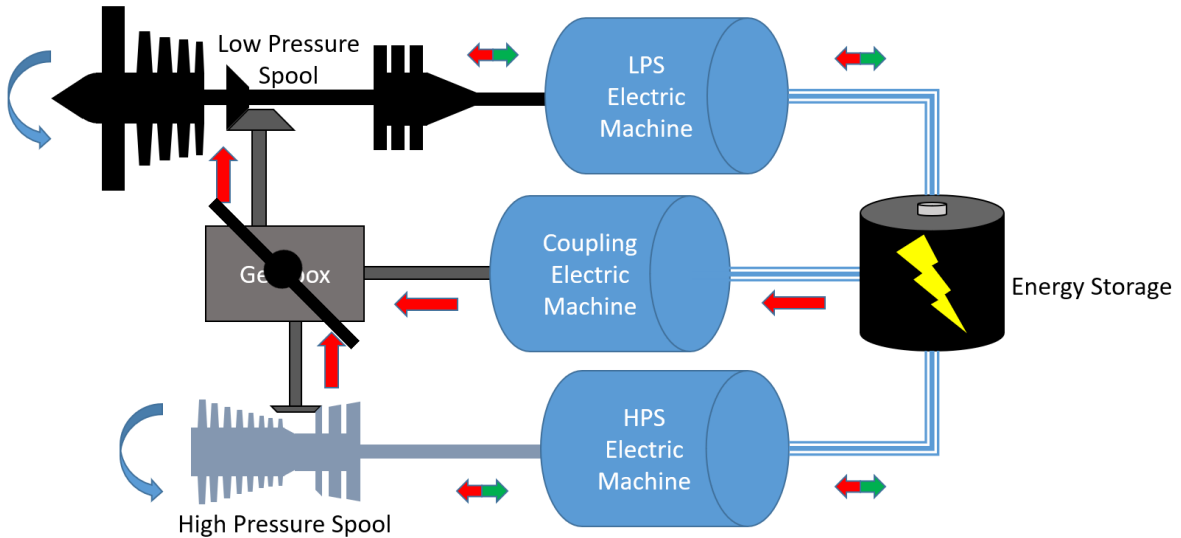 Low Pressure
Spool
LPS
Electric
Machine
Coupling
Electric
Machine
Energy Storage
HPS
Electric
Machine
High Pressure Spool